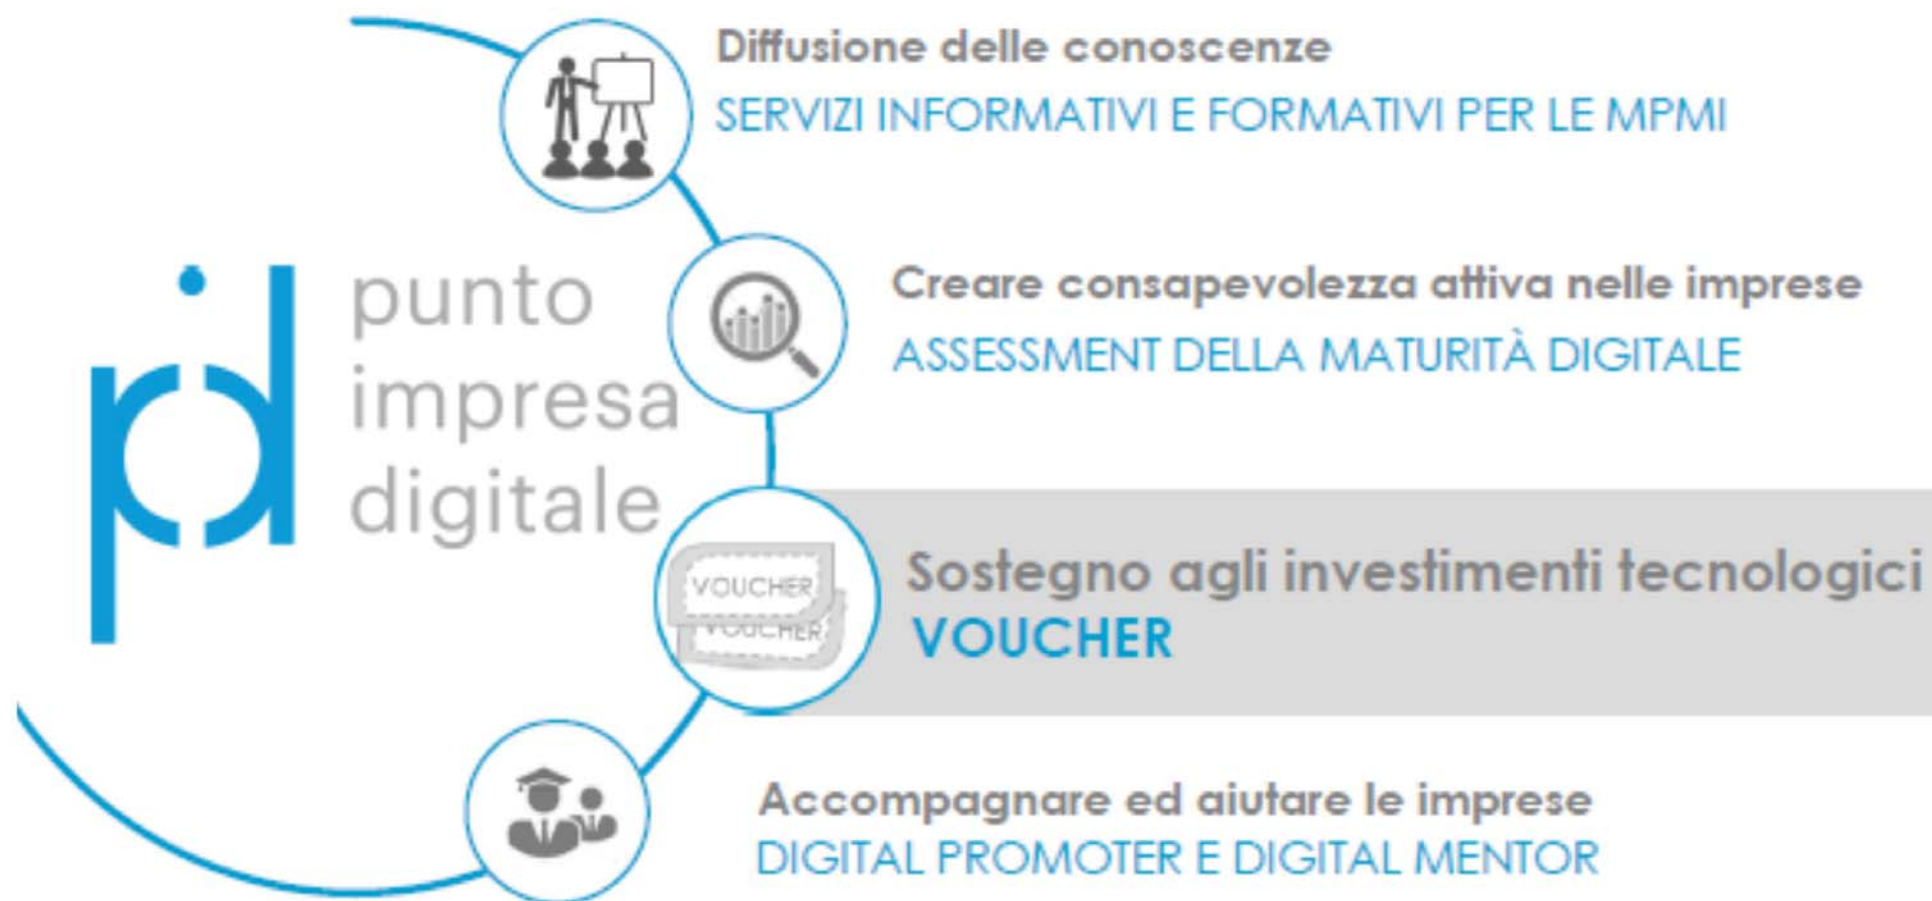 Diffusione delle conoscenze
SERVIZI INFORMATIVI E FORMATIVI PER LE MPMI
pid
punto
impresa
digitale
Creare consapevolezza attiva nelle imprese
ASSESSMENT DELLA MATURITÀ DIGITALE
VOUCHER
VOUCHER
Sostegno agli investimenti tecnologici
VOUCHER
Accompagnare ed aiutare le imprese
DIGITAL PROMOTER E DIGITAL MENTOR